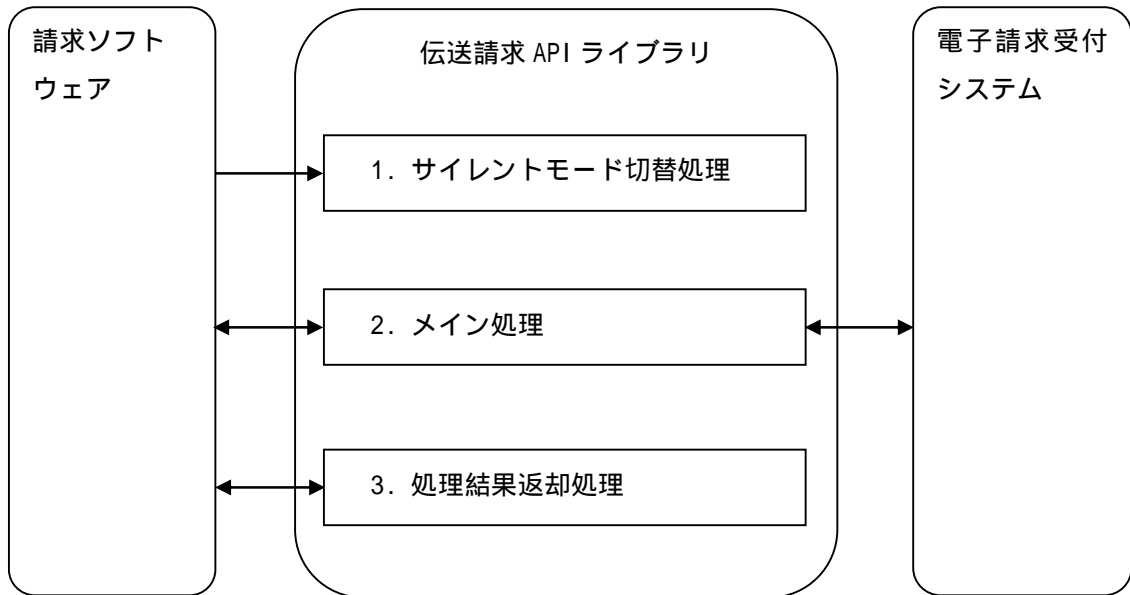 請求ソフト
ウェア
伝送請求 API ライブラリ
電子請求受付
システム
1. サイレントモード切替処理
2. メイン処理
3. 処理結果返却処理